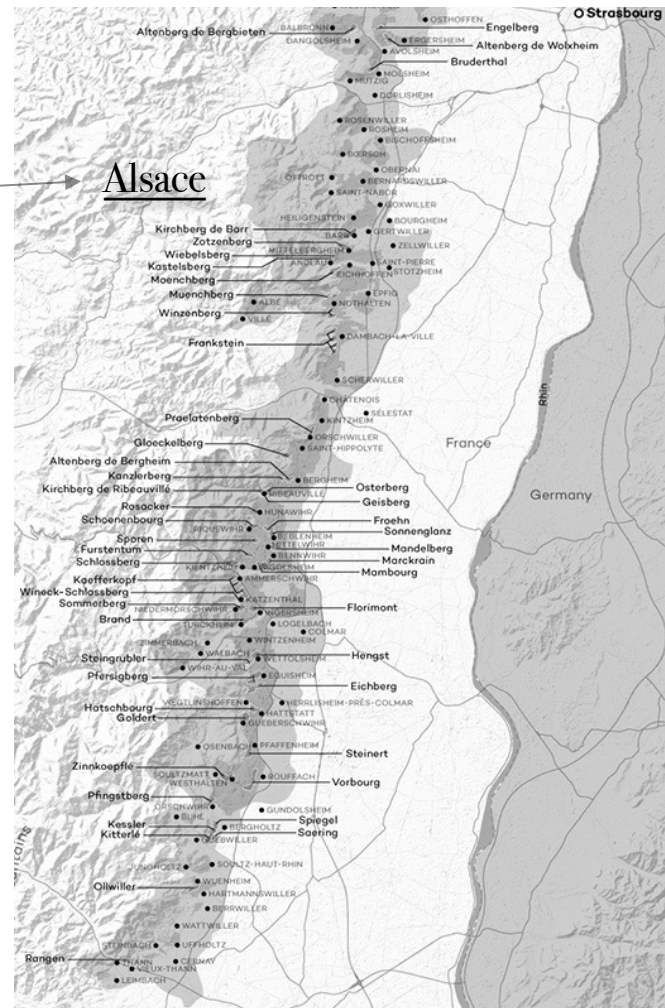 Strasbourg
OSTHOFFEN
BALBRONN
Engelberg
Altenberg de Bergbieten
DANGOLSHEIM
ERGERSHEIM
Altenberg de Wolxheim
AVOLSHEIM
Bruderthal
MOLSHEIM
MUTZIG
DORLISHEIM
ROSENWILLER
ROSHEIM
BISCHOFFSHEIM
BŒRSCH
OBERNAI
OTTROTT
BERNARDSWILLER
Alsace
SAINT-NABOR
GOXWILLER
HEILIGENSTEIN
BOURGHEIM
Kirchberg de Barr
BARR
GERTWILLER
Zotzenberg
MITTELBERGHEIM
ZELLWILLER
Wiebelsberg
ANDLAU
SAINT-PIERRE
Kastelsberg
EICHHOFFEN
STOTZHEIM
Moenchberg
Muenchberg
EPFIG
ALBÉ
NOTHALTEN
Winzenberg
VILLÉ
DAMBACH-LA-VILLE
Frankstein
SCHERWILLER
Rhin
CHÂTENOIS
SÉLESTAT
Praelatenberg
KINTZHEIM
ORSCHWILLER
Gloeckelberg
SAINT-HIPPOLYTE
France
Altenberg de Bergheim
Kanzlerberg
BERGHEIM
Kirchberg de Ribeauvillé
Osterberg
RIBEAUVILLÉ
Geisberg
Germany
Rosacker
HUNAWIHR
Schoenenbourg
Froehn
RIQUEWIHR
Sonnenglanz
Sporen
BEBLENHEIM
MITTELWIHR
Mandelberg
Furstentum
BENNWIHR
Marckrain
Schlossberg
KIENTZHEIM
SIGOLSHEIM
Mambourg
Kaefferkopf
AMMERSCHWIHR
Wineck-Schlossberg
KATZENTHAL
Sommerberg
NIEDERMORSCHWIHR
INGERSHEIM
Florimont
Brand
TURCKHEIM
LOGELBACH
COLMAR
ZIMMERBACH
WINTZENHEIM
WALBACH
Steingrubler
WETTOLSHEIM
Hengst
WIHR-AU-VAL
Pfersigberg
EGUISHEIM
Eichberg
Hatschbourg
VŒGTLINSHOFFEN
HERRLISHEIM-PRÈS-COLMAR
HATTSTATT
Goldert
GUEBERSCHWIHR
OSENBACH
PFAFFENHEIM
Steinert
Zinnkoepflé
SOULTZMATT
ROUFFACH
WESTHALTEN
Vorbourg
Pfingstberg
ORSCHWIHR
BUHL
GUNDOLSHEIM
Kessler
Spiegel
BERGHOLTZ
Kitterlé
Saering
GUEBWILLER
JUNGHOLTZ
SOULTZ-HAUT-RHIN
Ollwiller
WUENHEIM
HARTMANNSWILLER
BERRWILLER
WATTWILLER
STEINBACH
UFFHOLTZ
Rangen
THANN
CERNAY
VIEUX-THANN
LEIMBACH